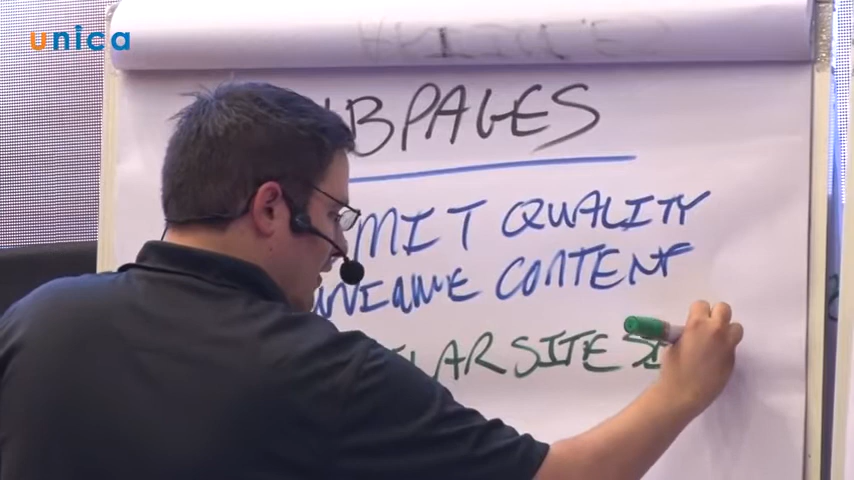 unica
BPAGES
MIT QUALITY
UNIQUE CONTENT
LAR SITE S